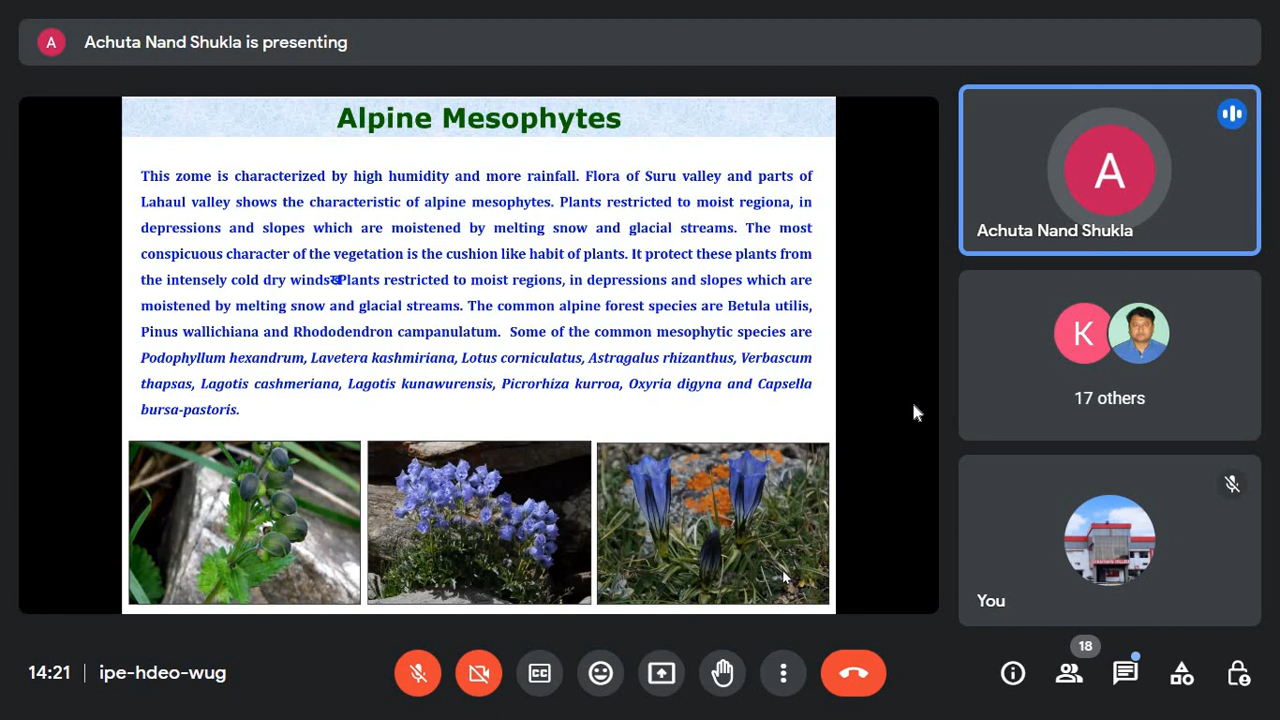 A Achuta Nand Shukla is presenting
Alpine Mesophytes
This zome is characterized by high humidity and more rainfall. Flora of Suru valley and parts of
Lahaul valley shows the characteristic of alpine mesophytes. Plants restricted to moist regiona, in
depressions and slopes which are moistened by melting snow and glacial streams. The most
conspicuous character of the vegetation is the cushion like habit of plants. It protect these plants from
the intensely cold dry winds Plants restricted to moist regions, in depressions and slopes which are
moistened by melting snow and glacial streams. The common alpine forest species are Betula utilis,
Pinus wallichiana and Rhododendron campaulatum. Some of the common mesophytic species are
Podophyllum hexandrum, Lavetera kashmiriana, Lotus corniculatus, Astragalus rhizanthus, Verbascum
thapsas, Lagotis cashmeriana, Lagotis kunawurensis, Picrorhiza kurroa, Oxyria digyna and Capsella
bursa-pastoris.
A
Achuta Nand Shukla
K
17 others
You
14:21 | ipe-hdeo-wug
CC
18